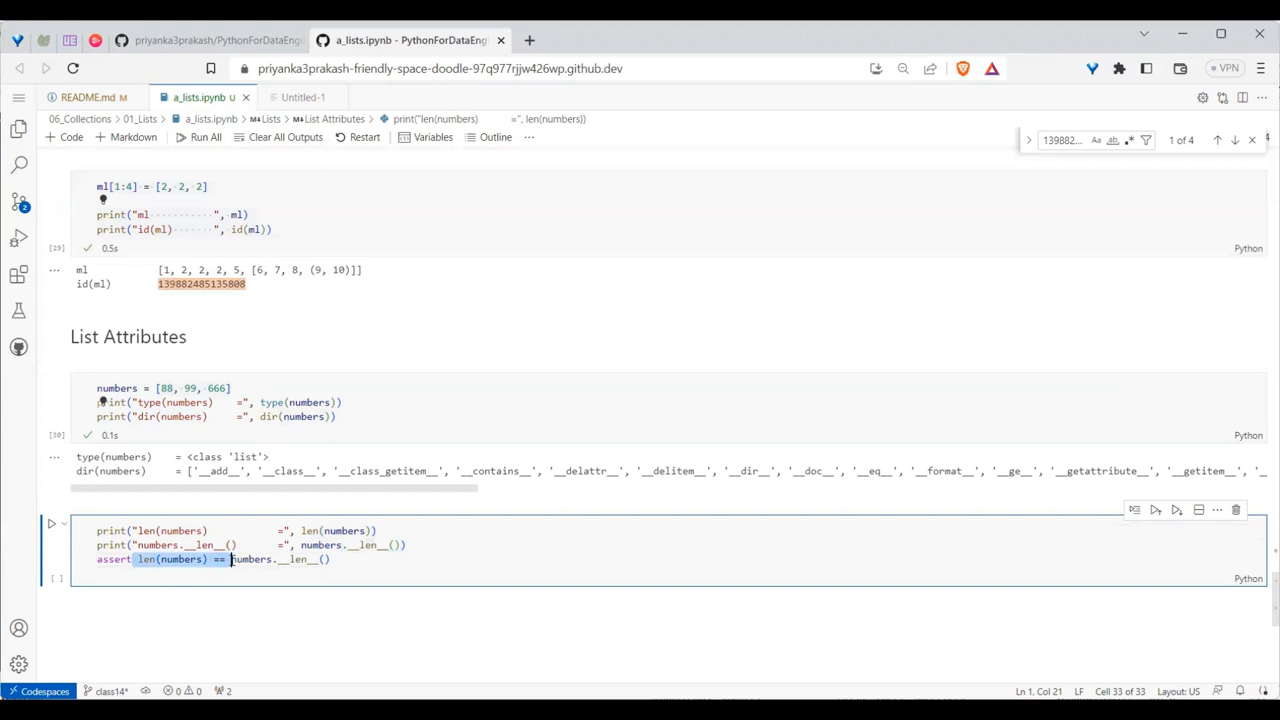 priyanka3prakash/PythonForDataEngi
a_lists.ipynb - PythonForDataEngi
priyanka3prakash-friendly-space-doodle-97q977rjjw426wp.github.dev
VPN
README.md M
a_lists.ipynb U
Untitled-1
06_Collections > 01_Lists > a_lists.ipynb > M↓Lists > M↓List Attributes > print("len(numbers) =", len(numbers))
+ Code + Markdown Run All Clear All Outputs Restart Variables Outline ...
139882... Aa ab .* 1 of 4
ml[1:4] = [2, 2, 2]
print("ml ············", ml)
print("id(ml) ·······", id(ml))
[29] 0.5s Python
... ml [1, 2, 2, 2, 5, [6, 7, 8, (9, 10)]]
id(ml) 139882485135808
List Attributes
numbers = [88, 99, 666]
print("type(numbers) =", type(numbers))
print("dir(numbers) =", dir(numbers))
[30] 0.1s Python
... type(numbers) = <class 'list'>
dir(numbers) = ['__add__', '__class__', '__class_getitem__', '__contains__', '__delattr__', '__delitem__', '__dir__', '__doc__', '__eq__', '__format__', '__ge__', '__getattribute__', '__getitem__', '_
print("len(numbers) =", len(numbers))
print("numbers.__len__() =", numbers.__len__())
assert len(numbers) == numbers.__len__()
[ ] Python
2
Codespaces class14* 0 0 2 Ln 1, Col 21 LF Cell 33 of 33 Layout: US